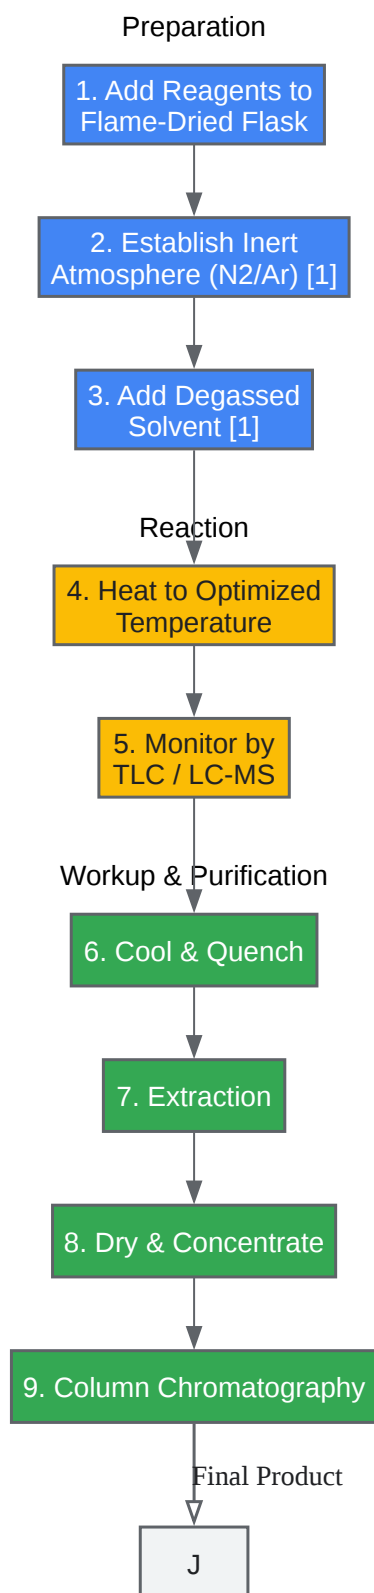 Preparation
1. Add Reagents to
Flame-Dried Flask
2. Establish Inert
Atmosphere (N2/Ar) [1]
3. Add Degassed
Solvent [1]
Reaction
4. Heat to Optimized
Temperature
5. Monitor by
TLC / LC-MS
Workup & Purification
6. Cool & Quench
7. Extraction
8. Dry & Concentrate
9. Column Chromatography
Final Product
J